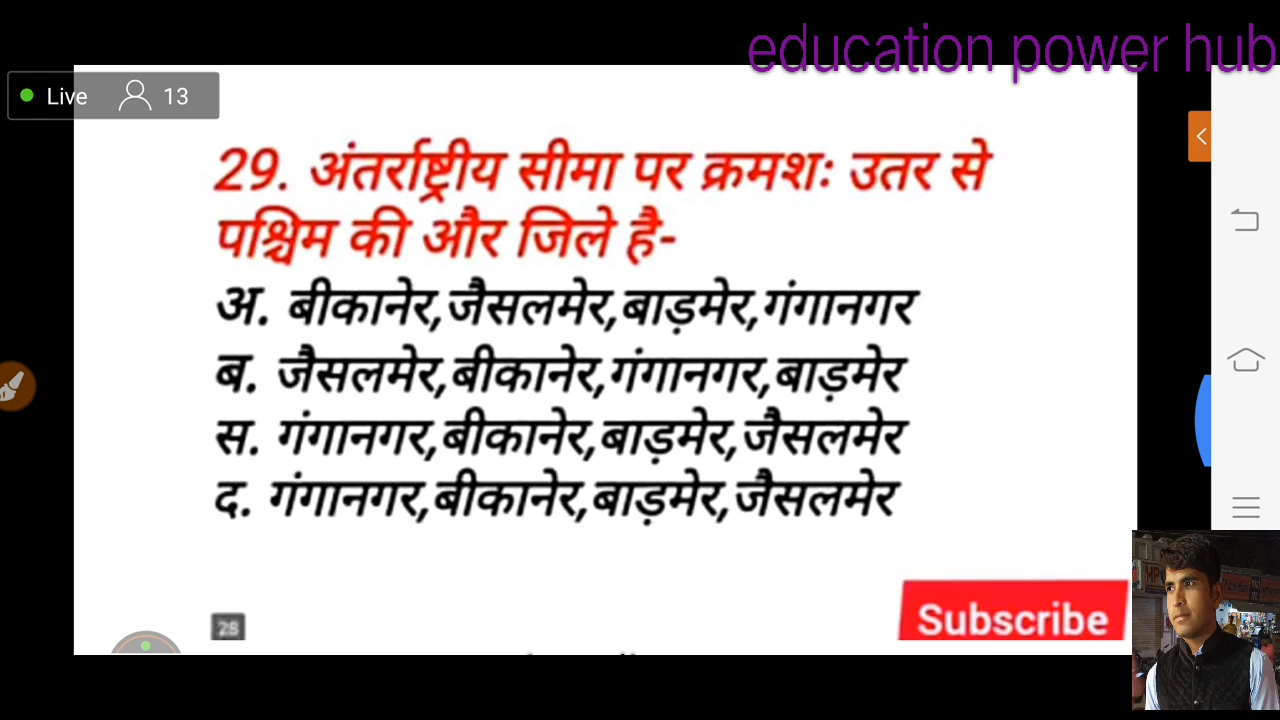 education power hub
Live 13
29. अंतर्राष्ट्रीय सीमा पर क्रमशः उतर से
पश्चिम की और जिले है-
अ. बीकानेर,जैसलमेर,बाड़मेर,गंगानगर
ब. जैसलमेर,बीकानेर,गंगानगर,बाड़मेर
स. गंगानगर,बीकानेर,बाड़मेर,जैसलमेर
द. गंगानगर,बीकानेर,बाड़मेर,जैसलमेर
28
Subscribe